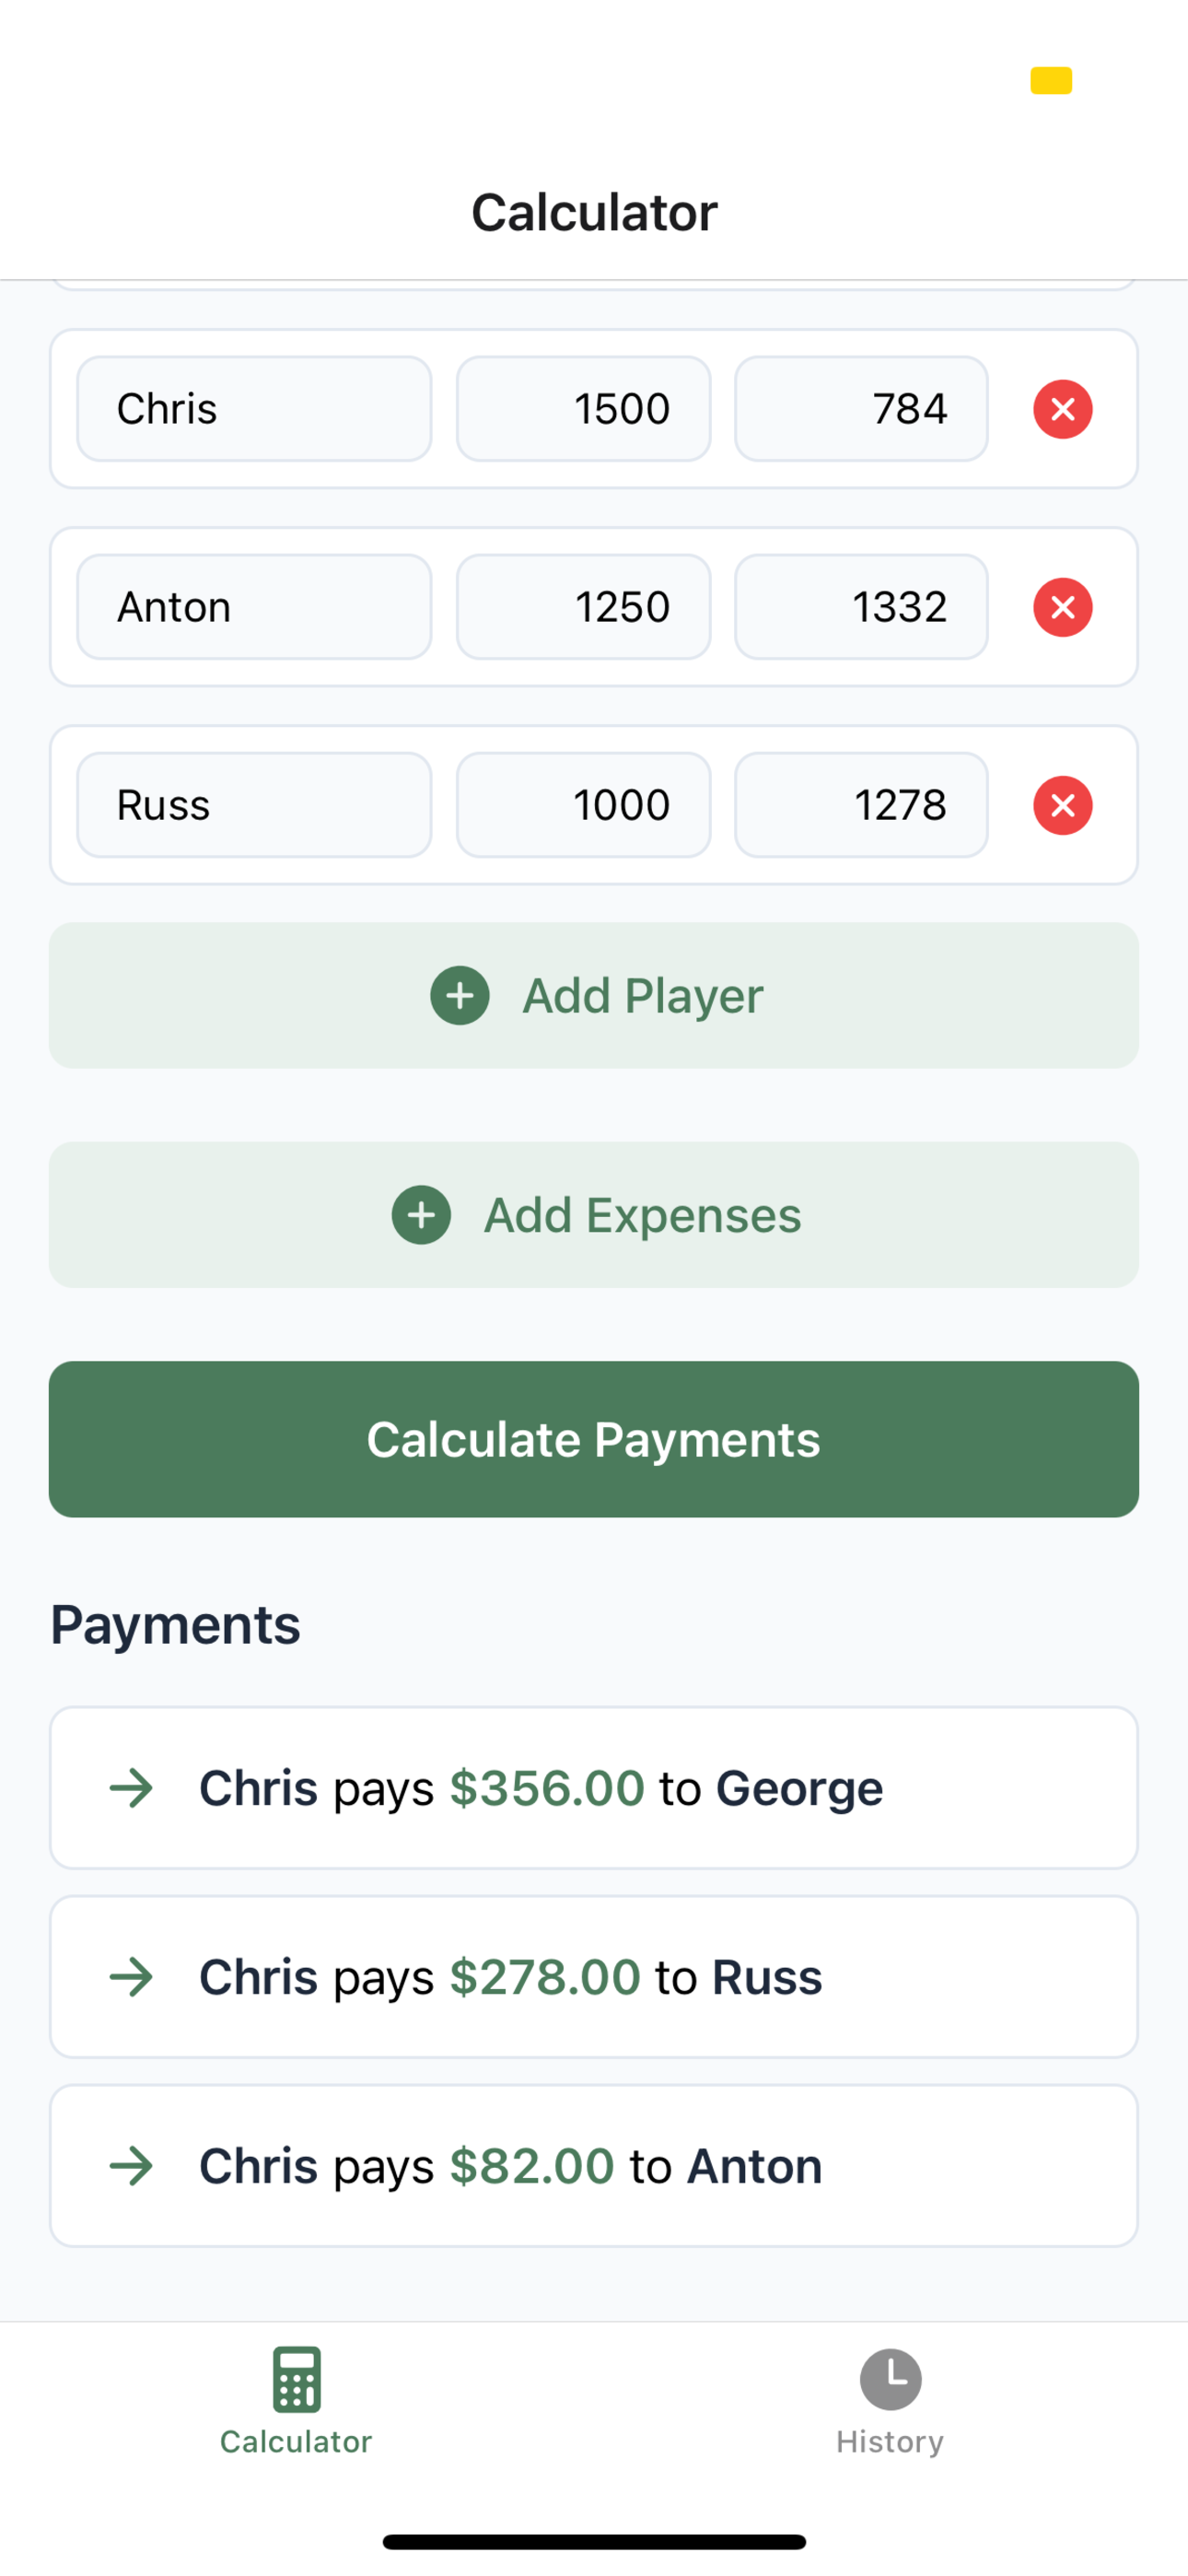 Calculator
Chris 1500 784
Anton 1250 1332
Russ 1000 1278
Add Player
Add Expenses
Calculate Payments
Payments
Chris pays $356.00 to George
Chris pays $278.00 to Russ
Chris pays $82.00 to Anton
Calculator History